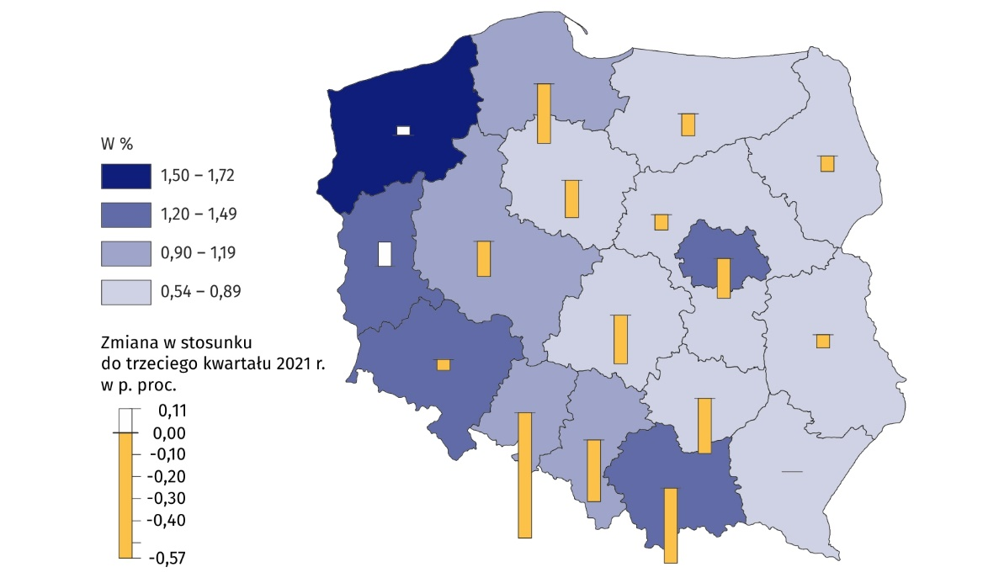 W %
1,50 – 1,72
1,20 – 1,49
0,90 – 1,19
0,54 – 0,89
Zmiana w stosunku
do trzeciego kwartału 2021 r.
w p. proc.
0,11
0,00
-0,10
-0,20
-0,30
-0,40
-0,57